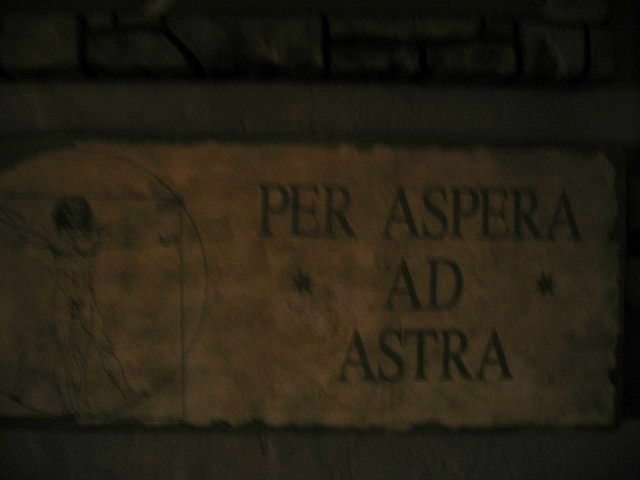 PER ASPERA
* AD *
ASTRA